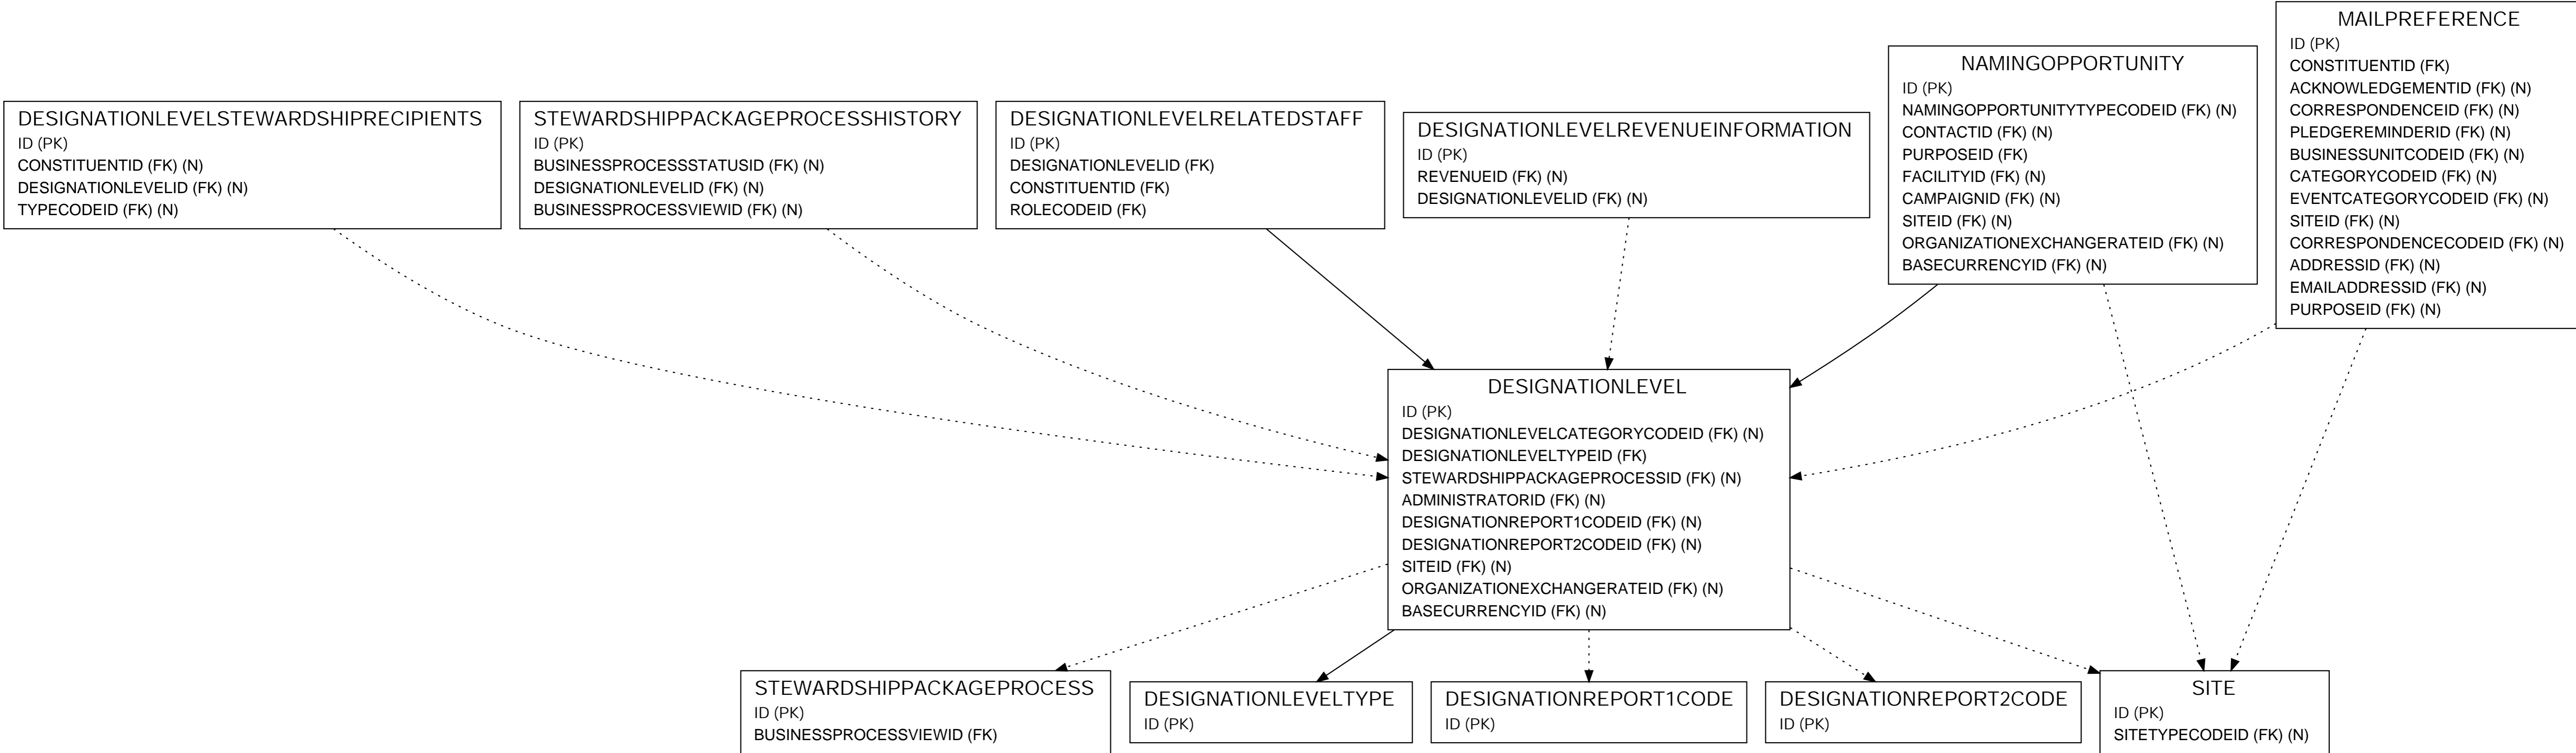 DESIGNATIONLEVELSTEWARDSHIPRECIPIENTS
ID (PK)
CONSTITUENTID (FK) (N)
DESIGNATIONLEVELID (FK) (N)
TYPECODEID (FK) (N)
STEWARDSHIPPACKAGEPROCESSHISTORY
ID (PK)
BUSINESSPROCESSSTATUSID (FK) (N)
DESIGNATIONLEVELID (FK) (N)
BUSINESSPROCESSVIEWID (FK) (N)
DESIGNATIONLEVELRELATEDSTAFF
ID (PK)
DESIGNATIONLEVELID (FK)
CONSTITUENTID (FK)
ROLECODEID (FK)
DESIGNATIONLEVELREVENUEINFORMATION
ID (PK)
REVENUEID (FK) (N)
DESIGNATIONLEVELID (FK) (N)
NAMINGOPPORTUNITY
ID (PK)
NAMINGOPPORTUNITYTYPECODEID (FK) (N)
CONTACTID (FK) (N)
PURPOSEID (FK)
FACILITYID (FK) (N)
CAMPAIGNID (FK) (N)
SITEID (FK) (N)
ORGANIZATIONEXCHANGERATEID (FK) (N)
BASECURRENCYID (FK) (N)
MAILPREFERENCE
ID (PK)
CONSTITUENTID (FK)
ACKNOWLEDGEMENTID (FK) (N)
CORRESPONDENCEID (FK) (N)
PLEDGEREMINDERID (FK) (N)
BUSINESSUNITCODEID (FK) (N)
CATEGORYCODEID (FK) (N)
EVENTCATEGORYCODEID (FK) (N)
SITEID (FK) (N)
CORRESPONDENCECODEID (FK) (N)
ADDRESSID (FK) (N)
EMAILADDRESSID (FK) (N)
PURPOSEID (FK) (N)
DESIGNATIONLEVEL
ID (PK)
DESIGNATIONLEVELCATEGORYCODEID (FK) (N)
DESIGNATIONLEVELTYPEID (FK)
STEWARDSHIPPACKAGEPROCESSID (FK) (N)
ADMINISTRATORID (FK) (N)
DESIGNATIONREPORT1CODEID (FK) (N)
DESIGNATIONREPORT2CODEID (FK) (N)
SITEID (FK) (N)
ORGANIZATIONEXCHANGERATEID (FK) (N)
BASECURRENCYID (FK) (N)
STEWARDSHIPPACKAGEPROCESS
ID (PK)
BUSINESSPROCESSVIEWID (FK)
DESIGNATIONLEVELTYPE
ID (PK)
DESIGNATIONREPORT1CODE
ID (PK)
DESIGNATIONREPORT2CODE
ID (PK)
SITE
ID (PK)
SITETYPECODEID (FK) (N)